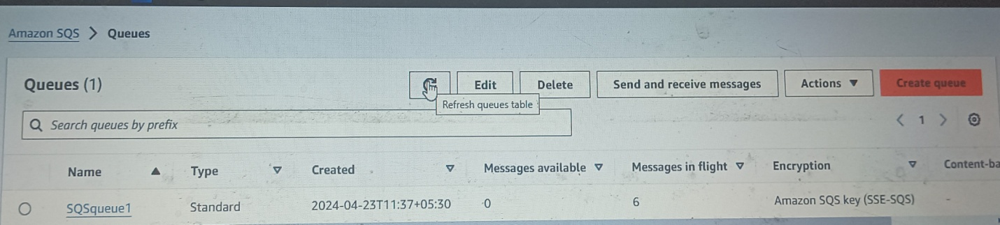 Amazon SQS > Queues
Queues (1)
Edit
Delete
Send and receive messages
Actions ▼
Create queue
Refresh queues table
Search queues by prefix
< 1 >
Name ▲ Type ▽ Created ▽ Messages available ▽ Messages in flight ▽ Encryption ▽ Content-ba
SQSqueue1 Standard 2024-04-23T11:37+05:30 0 6 Amazon SQS key (SSE-SQS) -